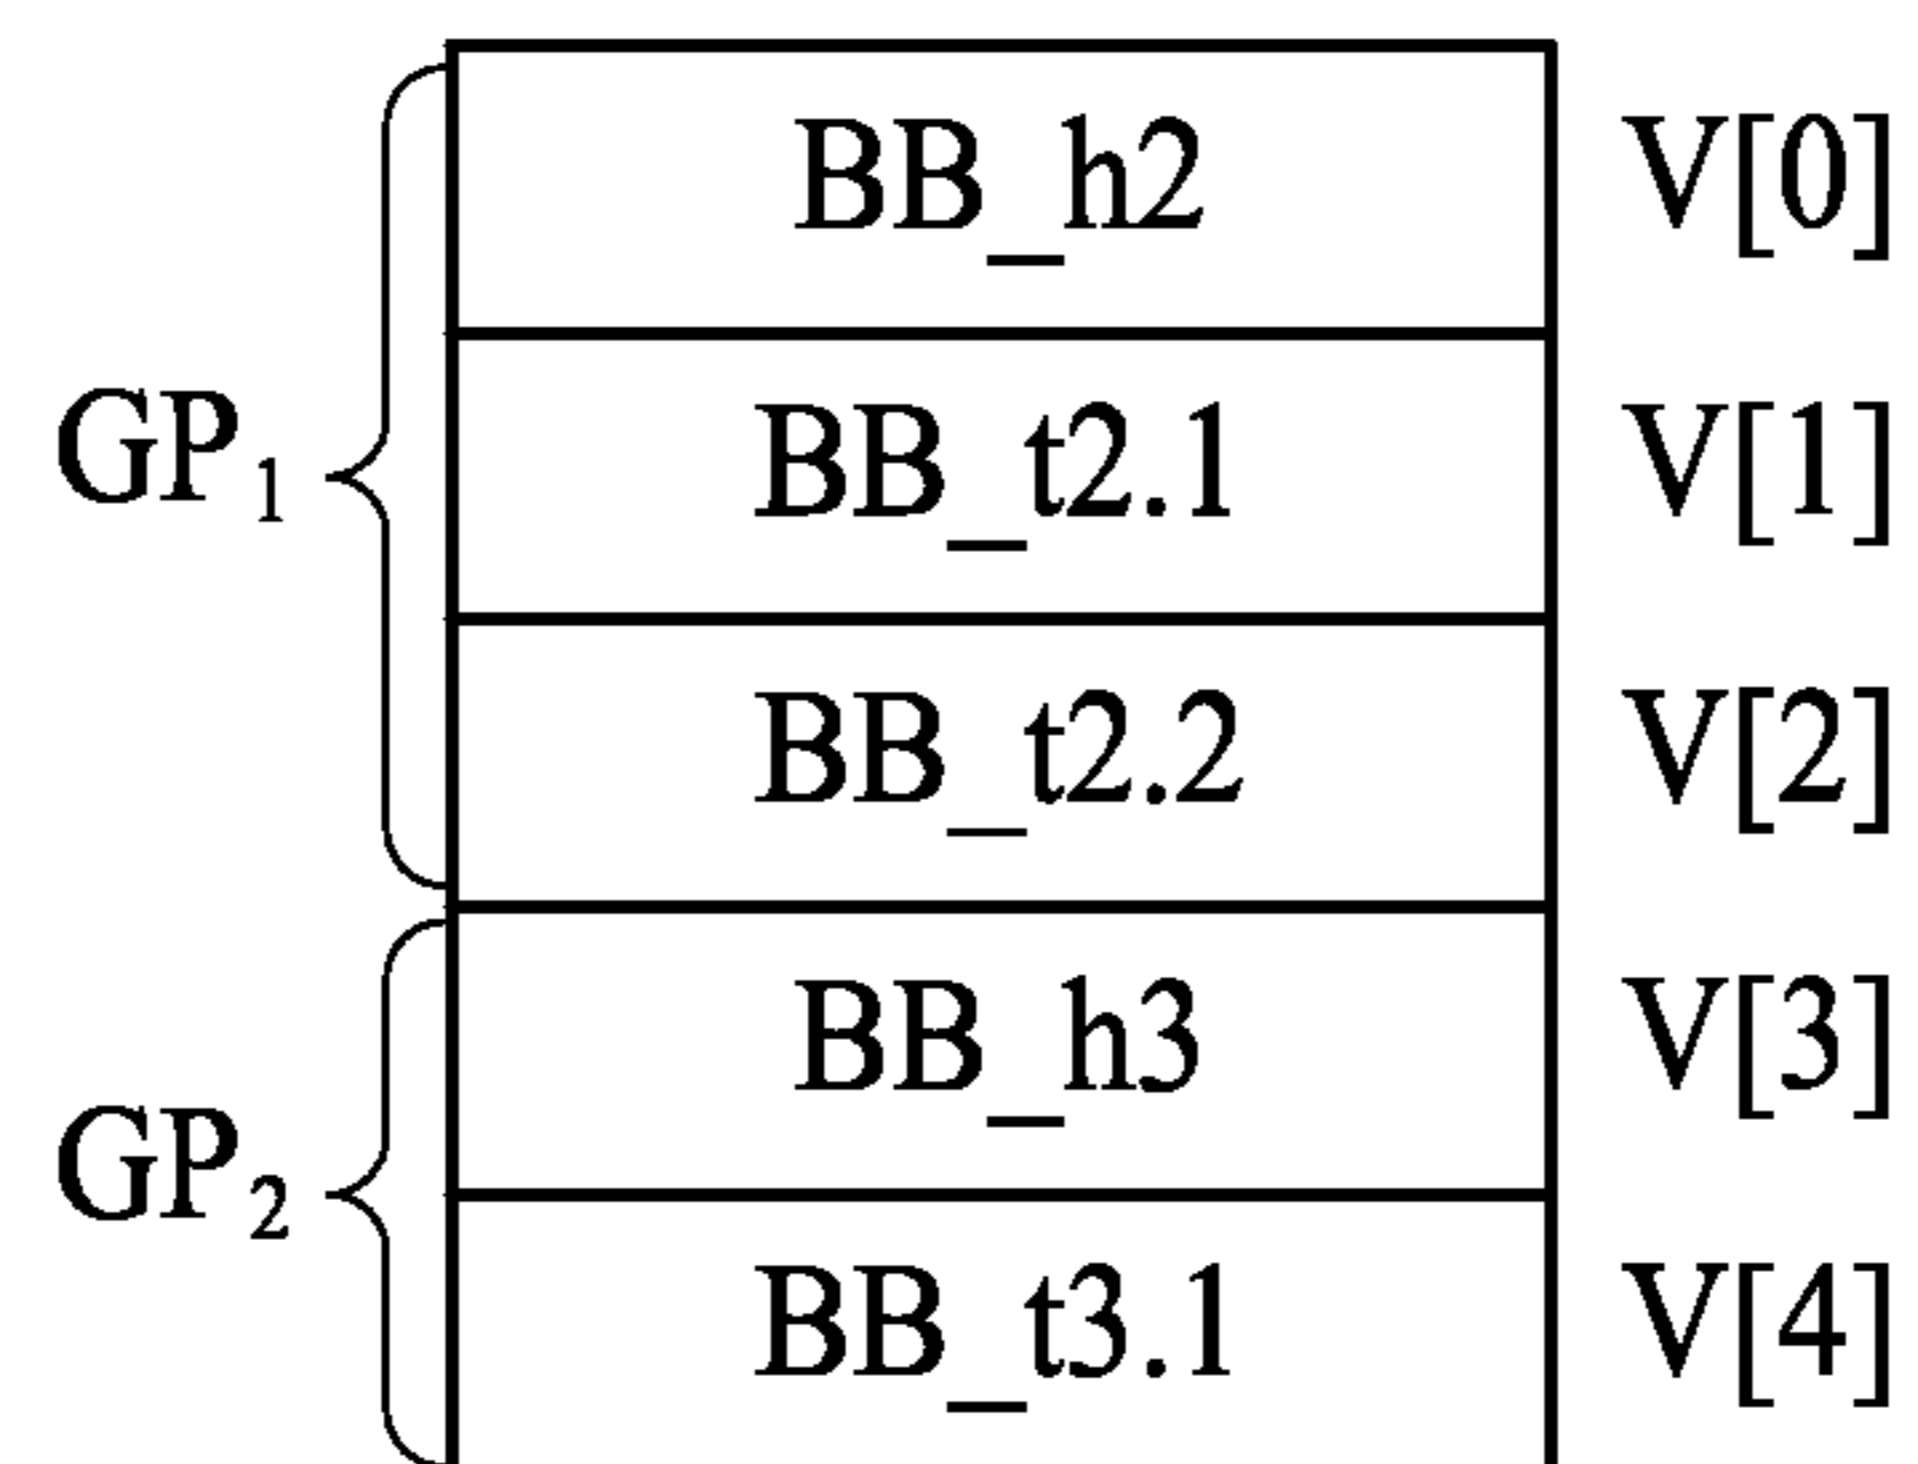 BB_h2 V[0]
GP1 BB_t2.1 V[1]
BB_t2.2 V[2]
BB_h3 V[3]
GP2 BB_t3.1 V[4]